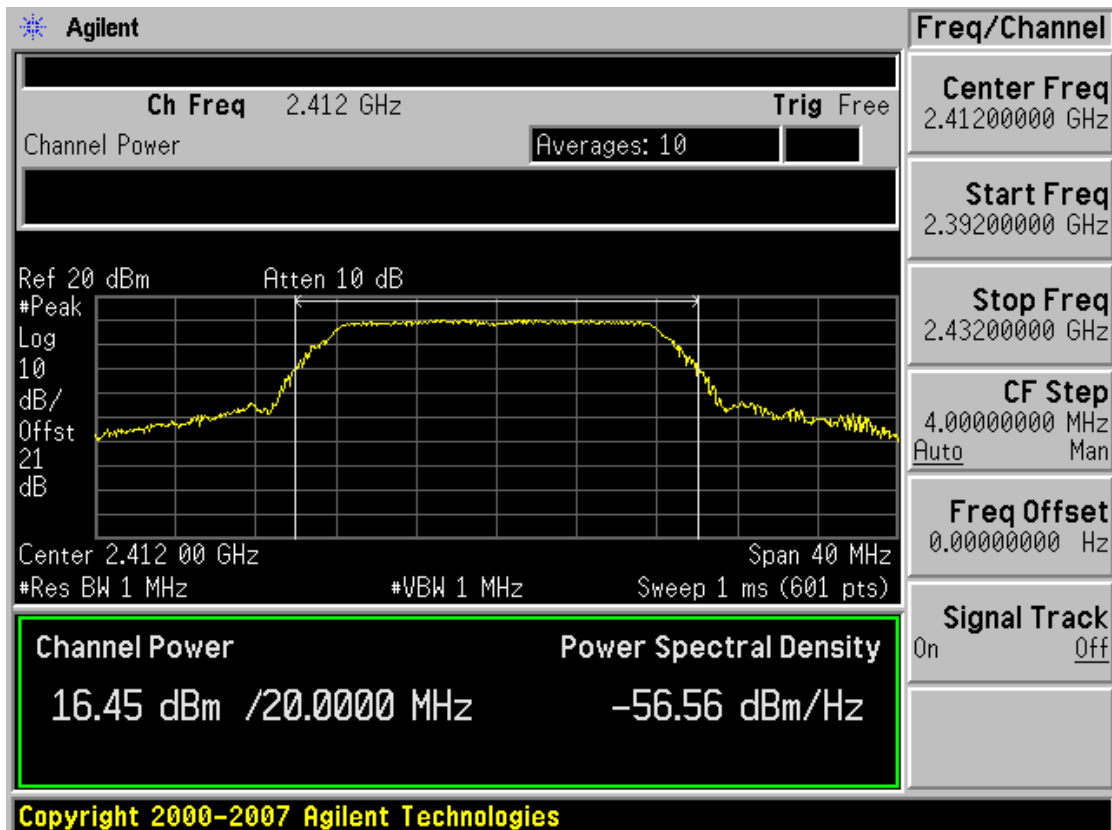 Agilent
Ch Freq 2.412 GHz Trig Free
Channel Power Averages: 10
Ref 20 dBm Atten 10 dB
#Peak
Log
10
dB/
Offst
21
dB
Center 2.412 00 GHz Span 40 MHz
#Res BW 1 MHz #VBW 1 MHz Sweep 1 ms (601 pts)
Channel Power Power Spectral Density
16.45 dBm /20.0000 MHz -56.56 dBm/Hz
Copyright 2000-2007 Agilent Technologies
Freq/Channel
Center Freq
2.41200000 GHz
Start Freq
2.39200000 GHz
Stop Freq
2.43200000 GHz
CF Step
4.00000000 MHz
Auto Man
Freq Offset
0.00000000 Hz
Signal Track
On Off